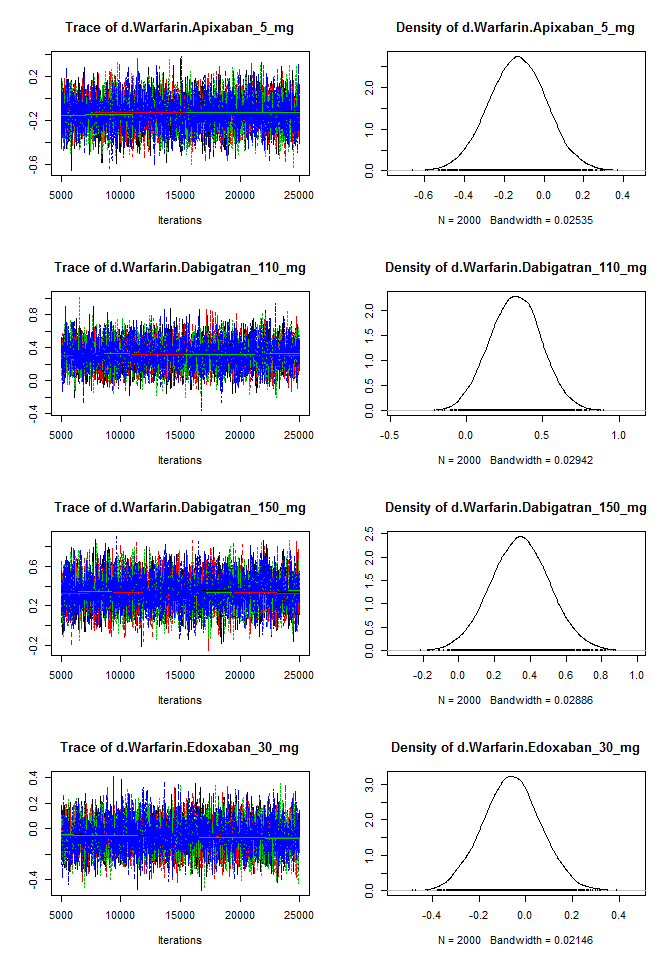 Trace of d.Warfarin.Apixaban_5_mg
0.2
-0.2
-0.6
5000 10000 15000 20000 25000
Iterations
Density of d.Warfarin.Apixaban_5_mg
2.0
1.0
0.0
-0.6 -0.4 -0.2 0.0 0.2 0.4
N = 2000 Bandwidth = 0.02535
Trace of d.Warfarin.Dabigatran_110_mg
0.8
0.4
0.0
-0.4
5000 10000 15000 20000 25000
Iterations
Density of d.Warfarin.Dabigatran_110_mg
2.0
1.5
1.0
0.5
0.0
-0.5 0.0 0.5 1.0
N = 2000 Bandwidth = 0.02942
Trace of d.Warfarin.Dabigatran_150_mg
0.6
0.2
-0.2
5000 10000 15000 20000 25000
Iterations
Density of d.Warfarin.Dabigatran_150_mg
2.5
2.0
1.5
1.0
0.5
0.0
-0.2 0.0 0.2 0.4 0.6 0.8 1.0
N = 2000 Bandwidth = 0.02886
Trace of d.Warfarin.Edoxaban_30_mg
0.4
0.2
0.0
-0.4
5000 10000 15000 20000 25000
Iterations
Density of d.Warfarin.Edoxaban_30_mg
3.0
2.0
1.0
0.0
-0.4 -0.2 0.0 0.2 0.4
N = 2000 Bandwidth = 0.02146